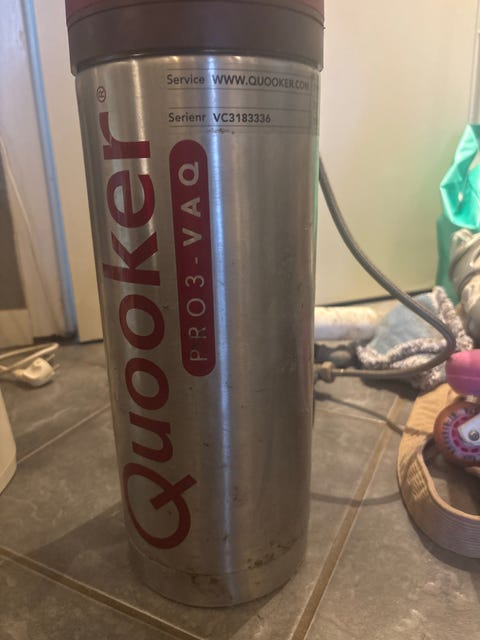 Service WWW.QUOOKER.COM
Serienr VC3183336
Quooker®
PRO3-VAQ